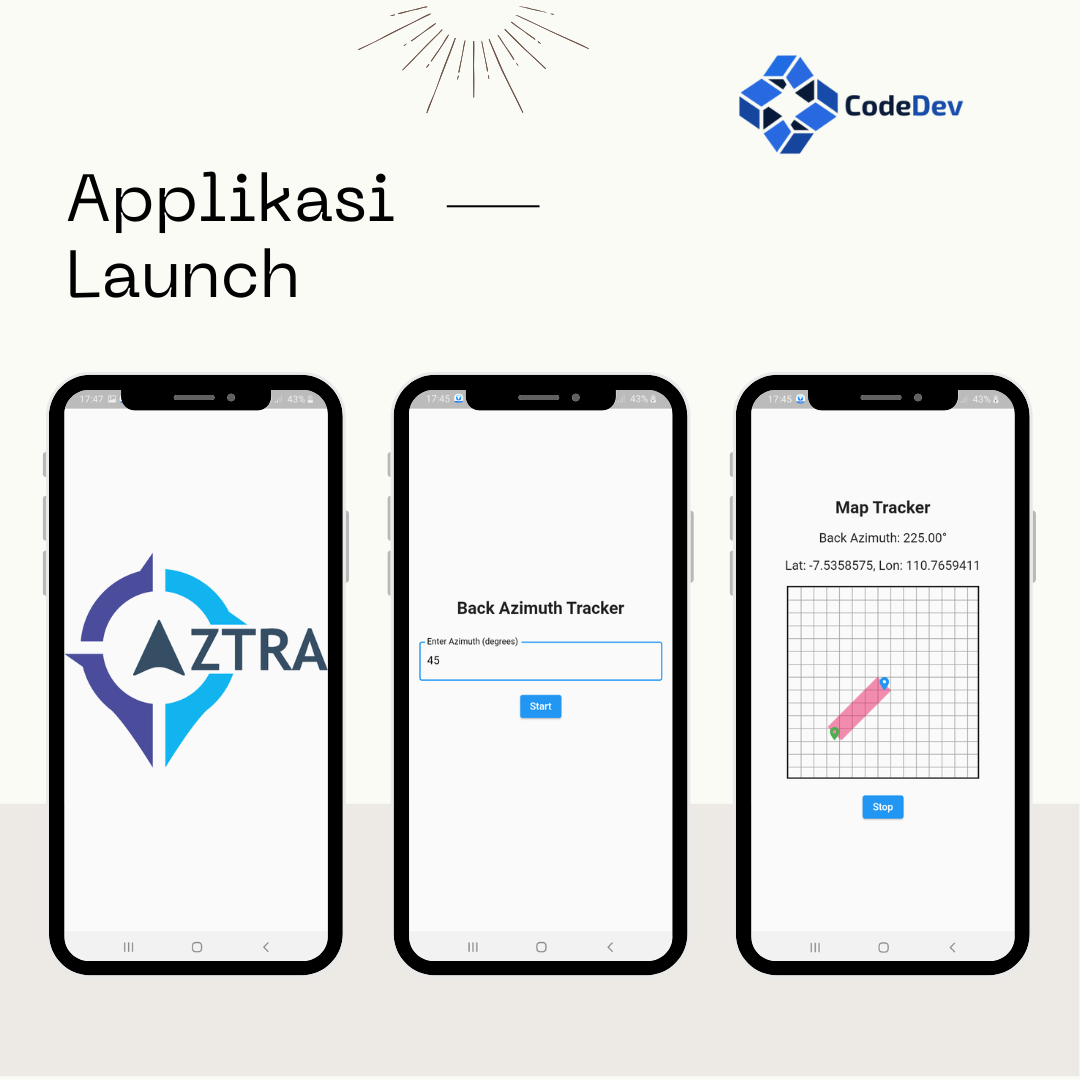 CodeDev
Applikasi
Launch
17:47
43%
AZTRA
17:45
43%
Back Azimuth Tracker
Enter Azimuth (degrees)
45
Start
17:45
43%
Map Tracker
Back Azimuth: 225.00°
Lat: -7.5358575, Lon: 110.7659411
Stop